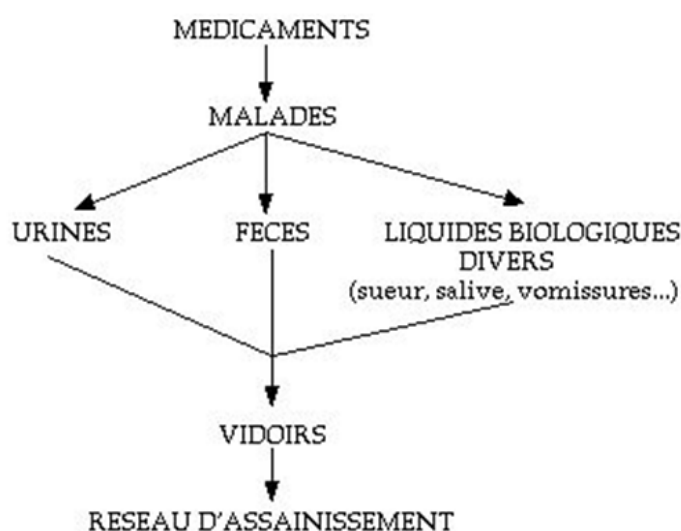 MEDICAMENTS
MALADES
URINES
FECES
LIQUIDES BIOLOGIQUES
DIVERS
(sueur, salive, vomissures...)
VIDOIRS
RESEAU D'ASSAINISSEMENT